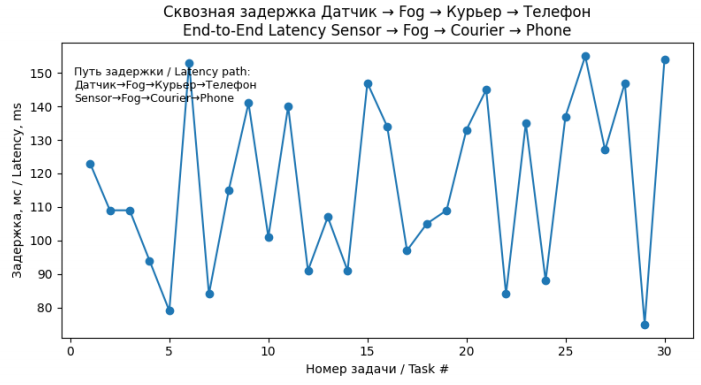 Сквозная задержка Датчик → Fog → Курьер → Телефон
End-to-End Latency Sensor → Fog → Courier → Phone
Задержка, мс / Latency, ms
150
140
130
120
110
100
90
80
Путь задержки / Latency path:
Датчик→Fog→Курьер→Телефон
Sensor→Fog→Courier→Phone
0 5 10 15 20 25 30
Номер задачи / Task #